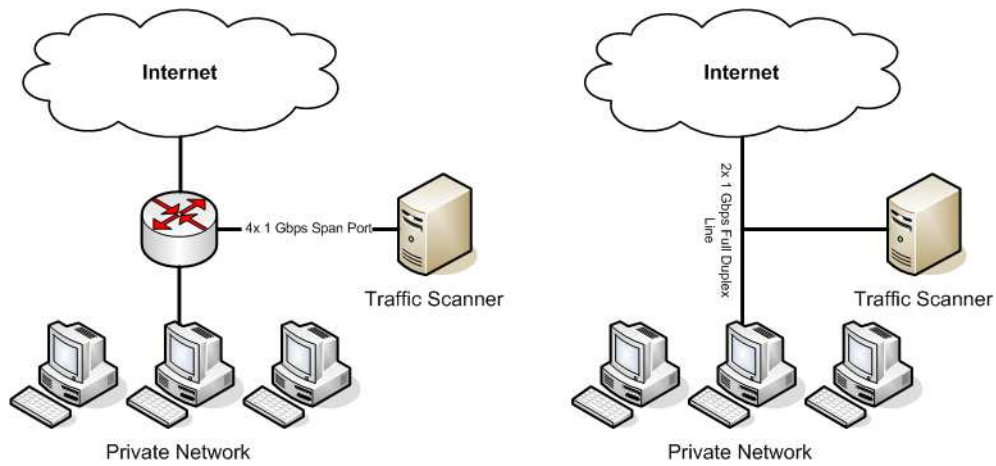 Internet
4x 1 Gbps Span Port
Traffic Scanner
Private Network
Internet
2x 1 Gbps Full Duplex
Line
Traffic Scanner
Private Network